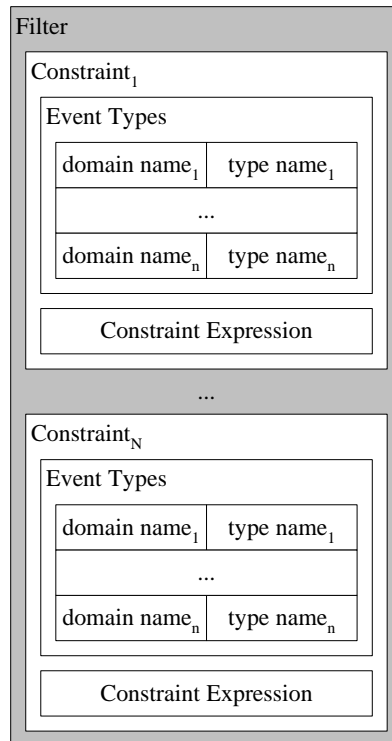 Filter
Constraint1
Event Types
domain name1 type name1
...
domain namen type namen
Constraint Expression
...
ConstraintN
Event Types
domain name1 type name1
...
domain namen type namen
Constraint Expression